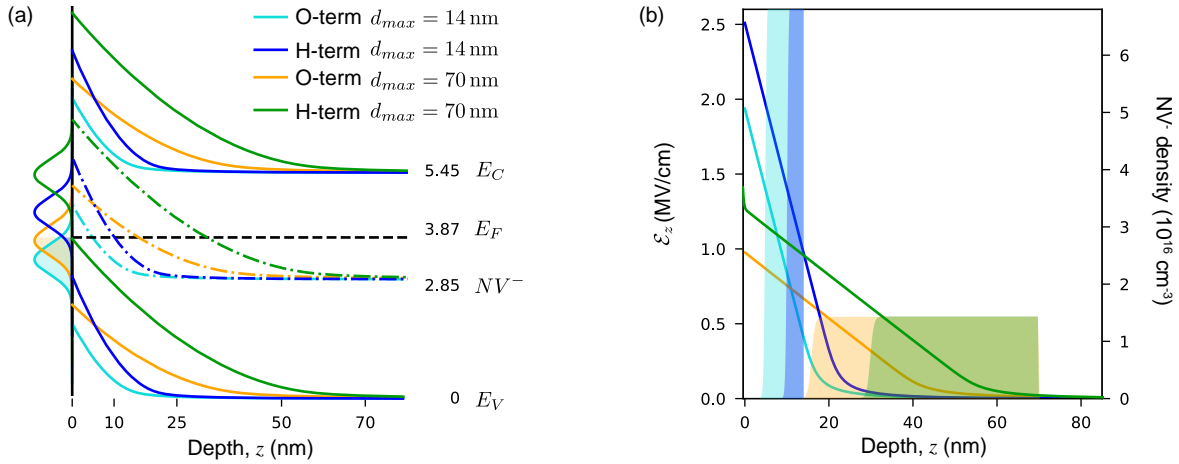 (a)
O-term d_max = 14 nm
H-term d_max = 14 nm
O-term d_max = 70 nm
H-term d_max = 70 nm
5.45 E_C
3.87 E_F
2.85 NV⁻
0 E_V
0 10 25 50 70
Depth, z (nm)
(b)
2.5
2.0
1.5
1.0
0.5
0.0
ℰ_z (MV/cm)
6
5
4
3
2
1
0
NV⁻ density (10¹⁶ cm⁻³)
0 20 40 60 80
Depth, z (nm)